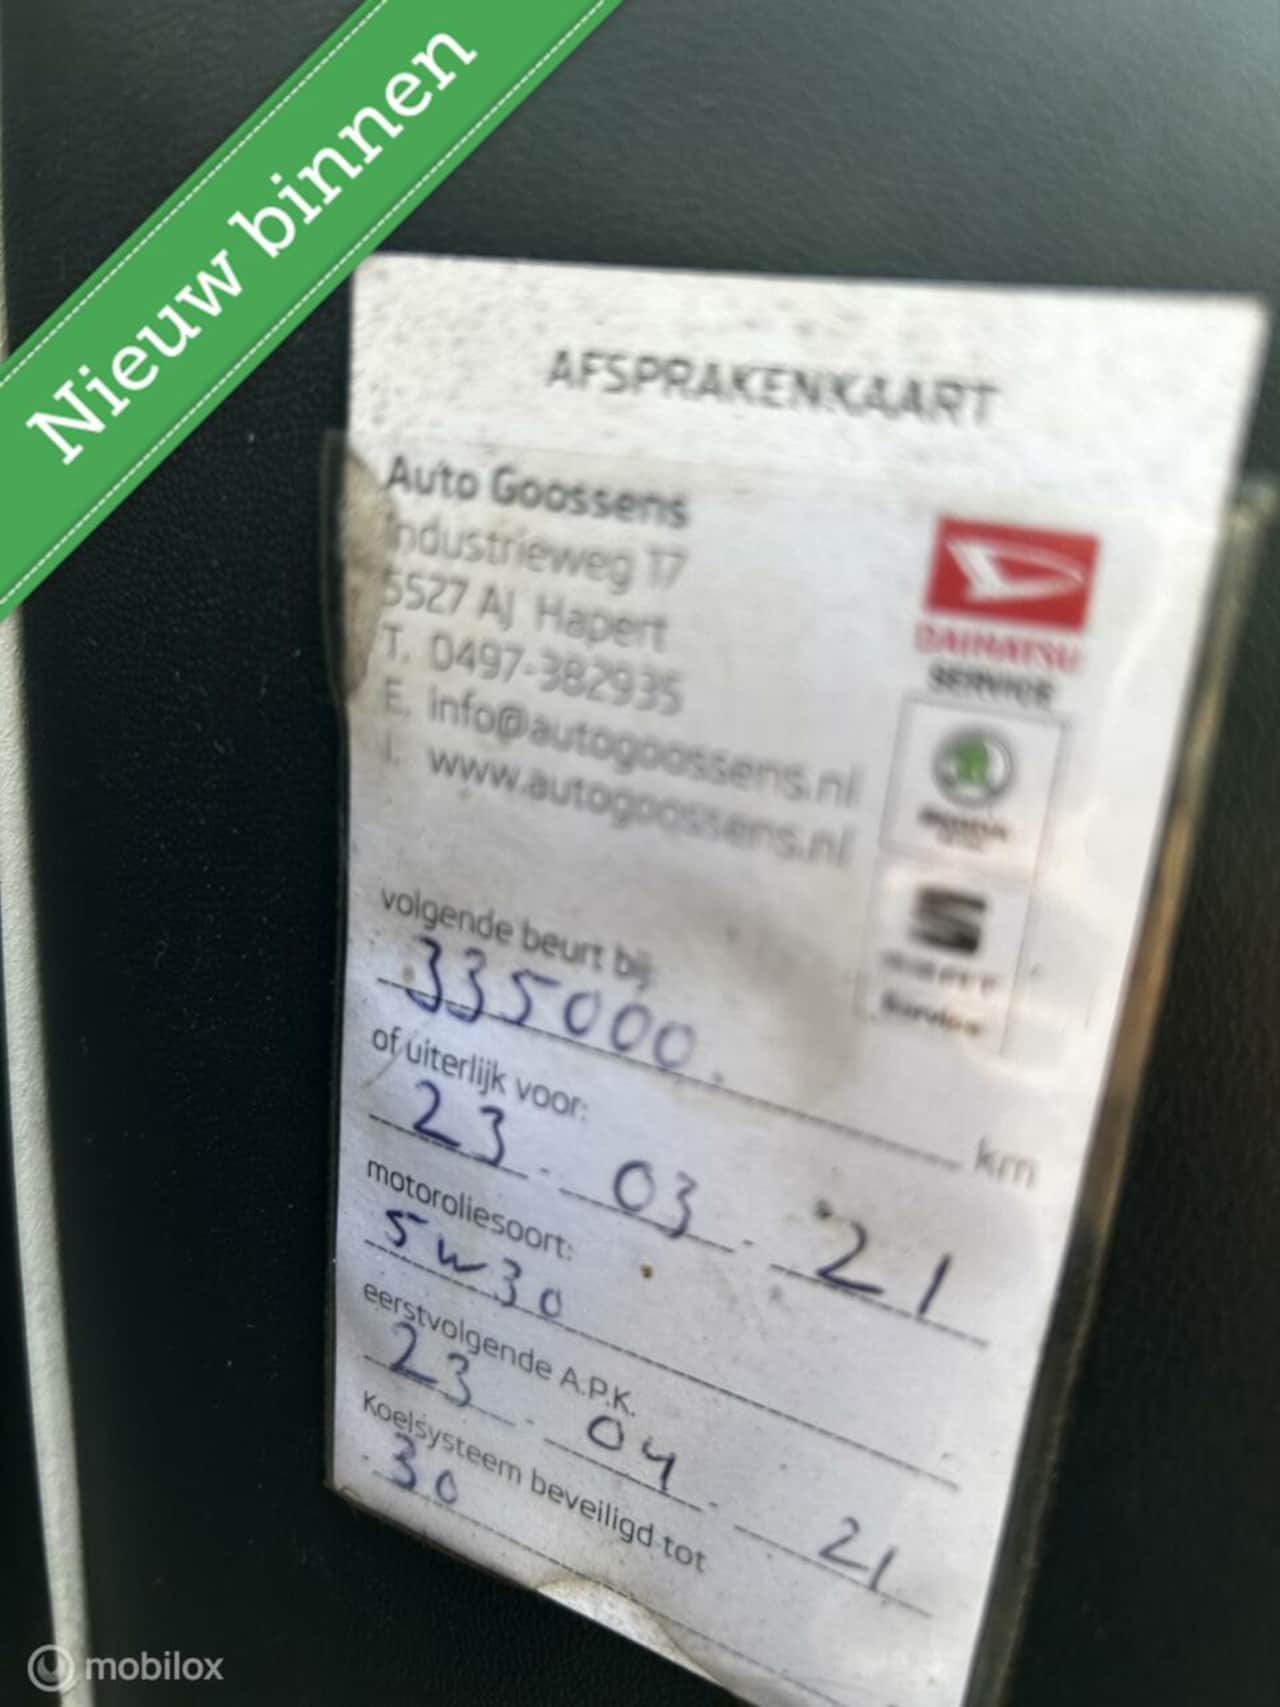 Nieuw binnen
AFSPRAKENKAART
Auto Goossens
Industrieweg 17
5527 AJ Hapert
T. 0497-382935
E. info@autogoossens.nl
I. www.autogoossens.nl
DAIHATSU
SERVICE
Service
volgende beurt bij:
335000. km
of uiterlijk voor:
23 - 03 - 21
motoroliesoort:
5w30
eerstvolgende A.P.K.
23 - 04 - 21
Koelsysteem beveiligd tot
30
mobilox